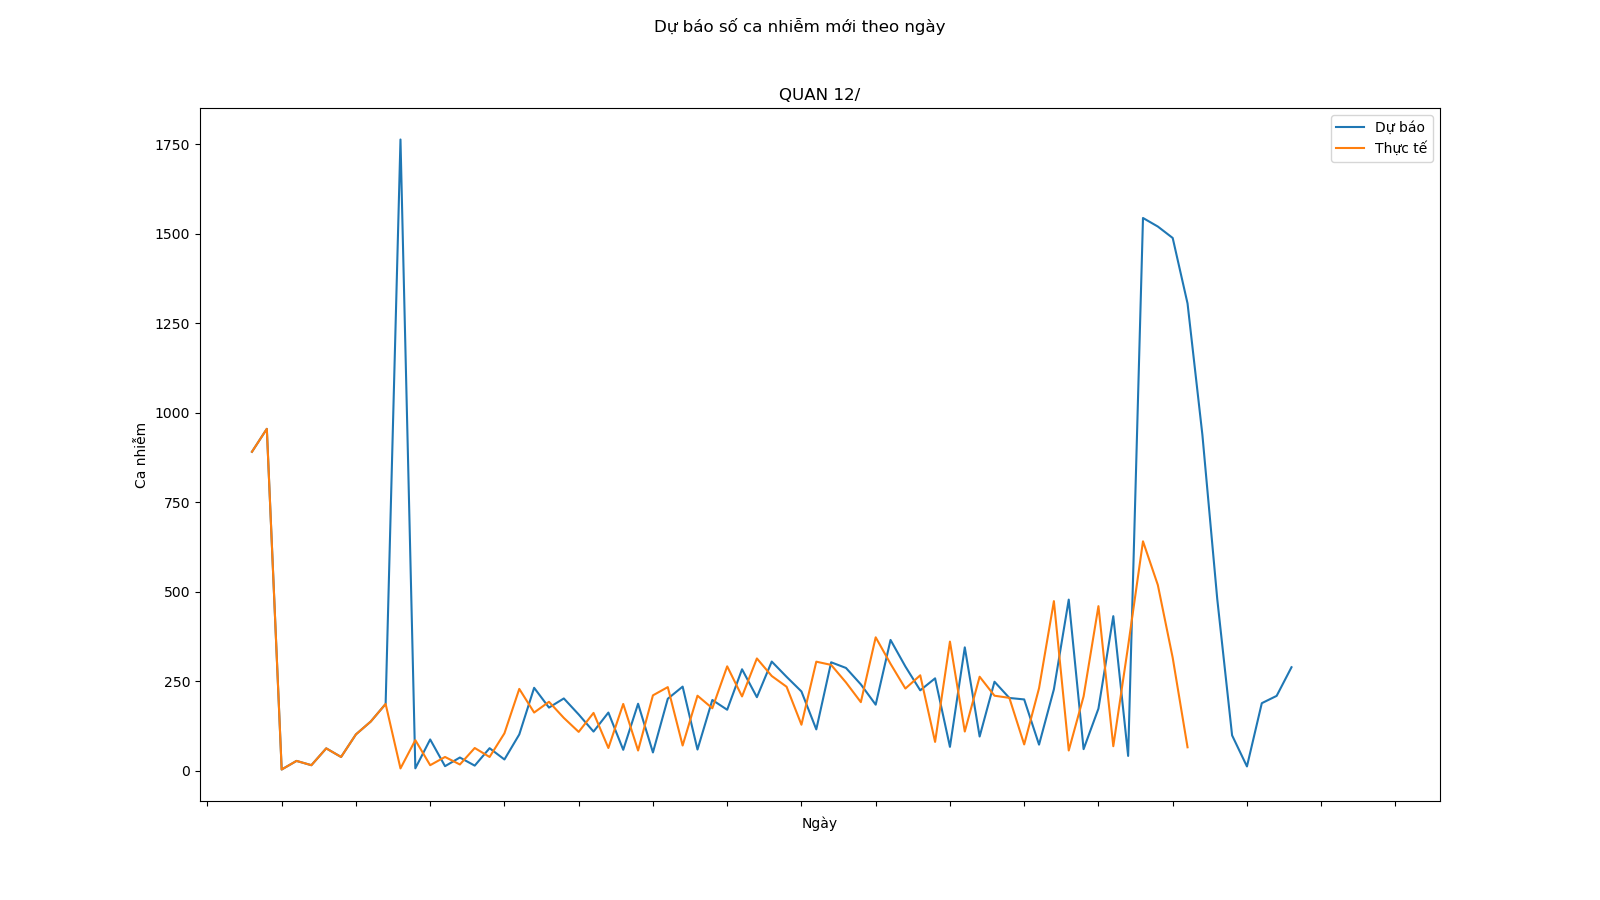 Dự báo số ca nhiễm mới theo ngày
QUAN 12/
Dự báo
Thực tế
1750
1500
1250
1000
750
500
250
0
Ca nhiễm
Ngày